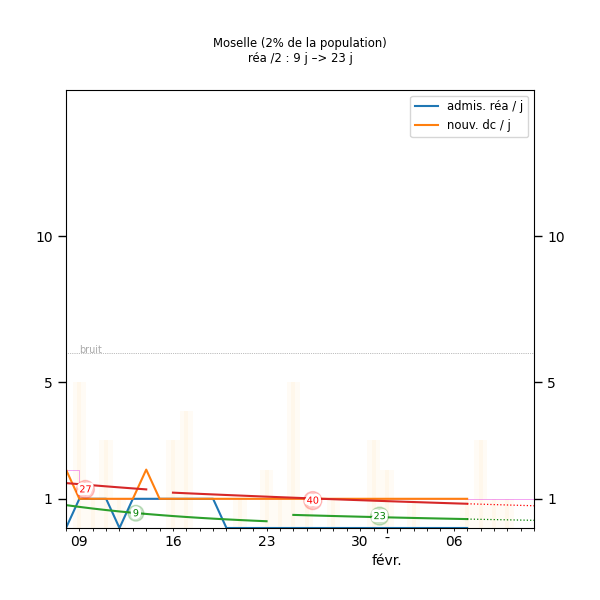 Moselle (2% de la population)
réa /2 : 9 j –> 23 j
admis. réa / j
nouv. dc / j
10
10
bruit
5
5
27
9
40
23
1
1
09
16
23
30
-
06
févr.